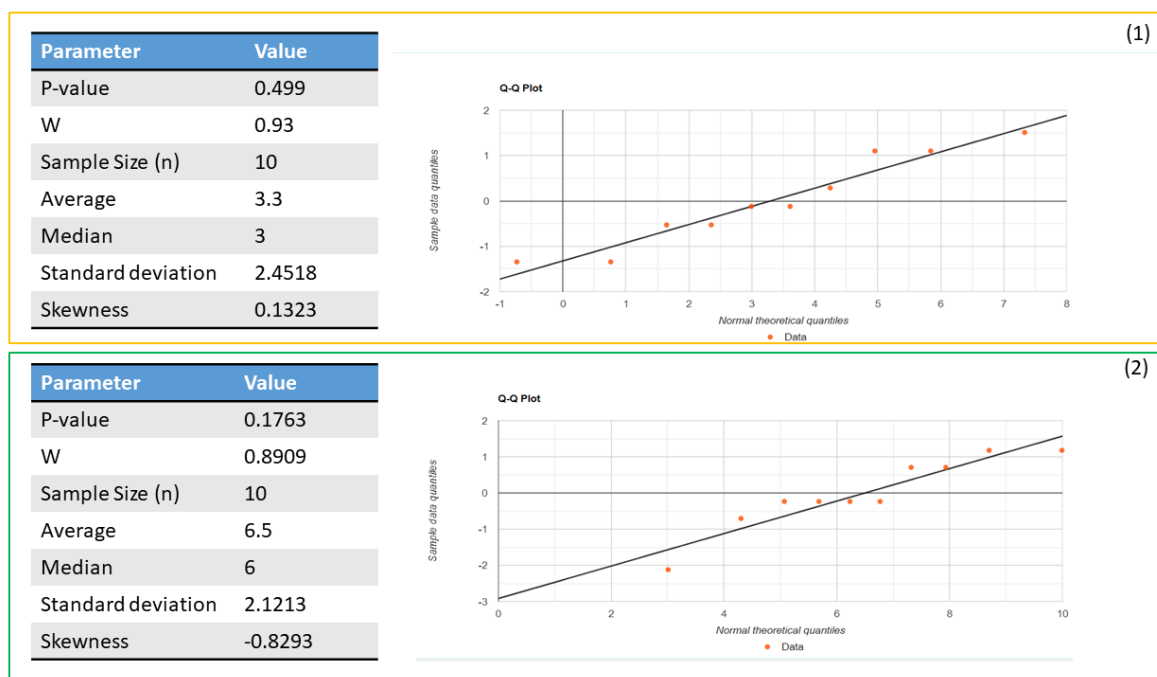 (1)
Parameter Value
P-value 0.499
W 0.93
Sample Size (n) 10
Average 3.3
Median 3
Standard deviation 2.4518
Skewness 0.1323
Q-Q Plot
Sample data quantiles
2
1
0
-1
-2
-1 0 1 2 3 4 5 6 7 8
Normal theoretical quantiles
Data
(2)
Parameter Value
P-value 0.1763
W 0.8909
Sample Size (n) 10
Average 6.5
Median 6
Standard deviation 2.1213
Skewness -0.8293
Q-Q Plot
Sample data quantiles
2
1
0
-1
-2
-3
0 2 4 6 8 10
Normal theoretical quantiles
Data